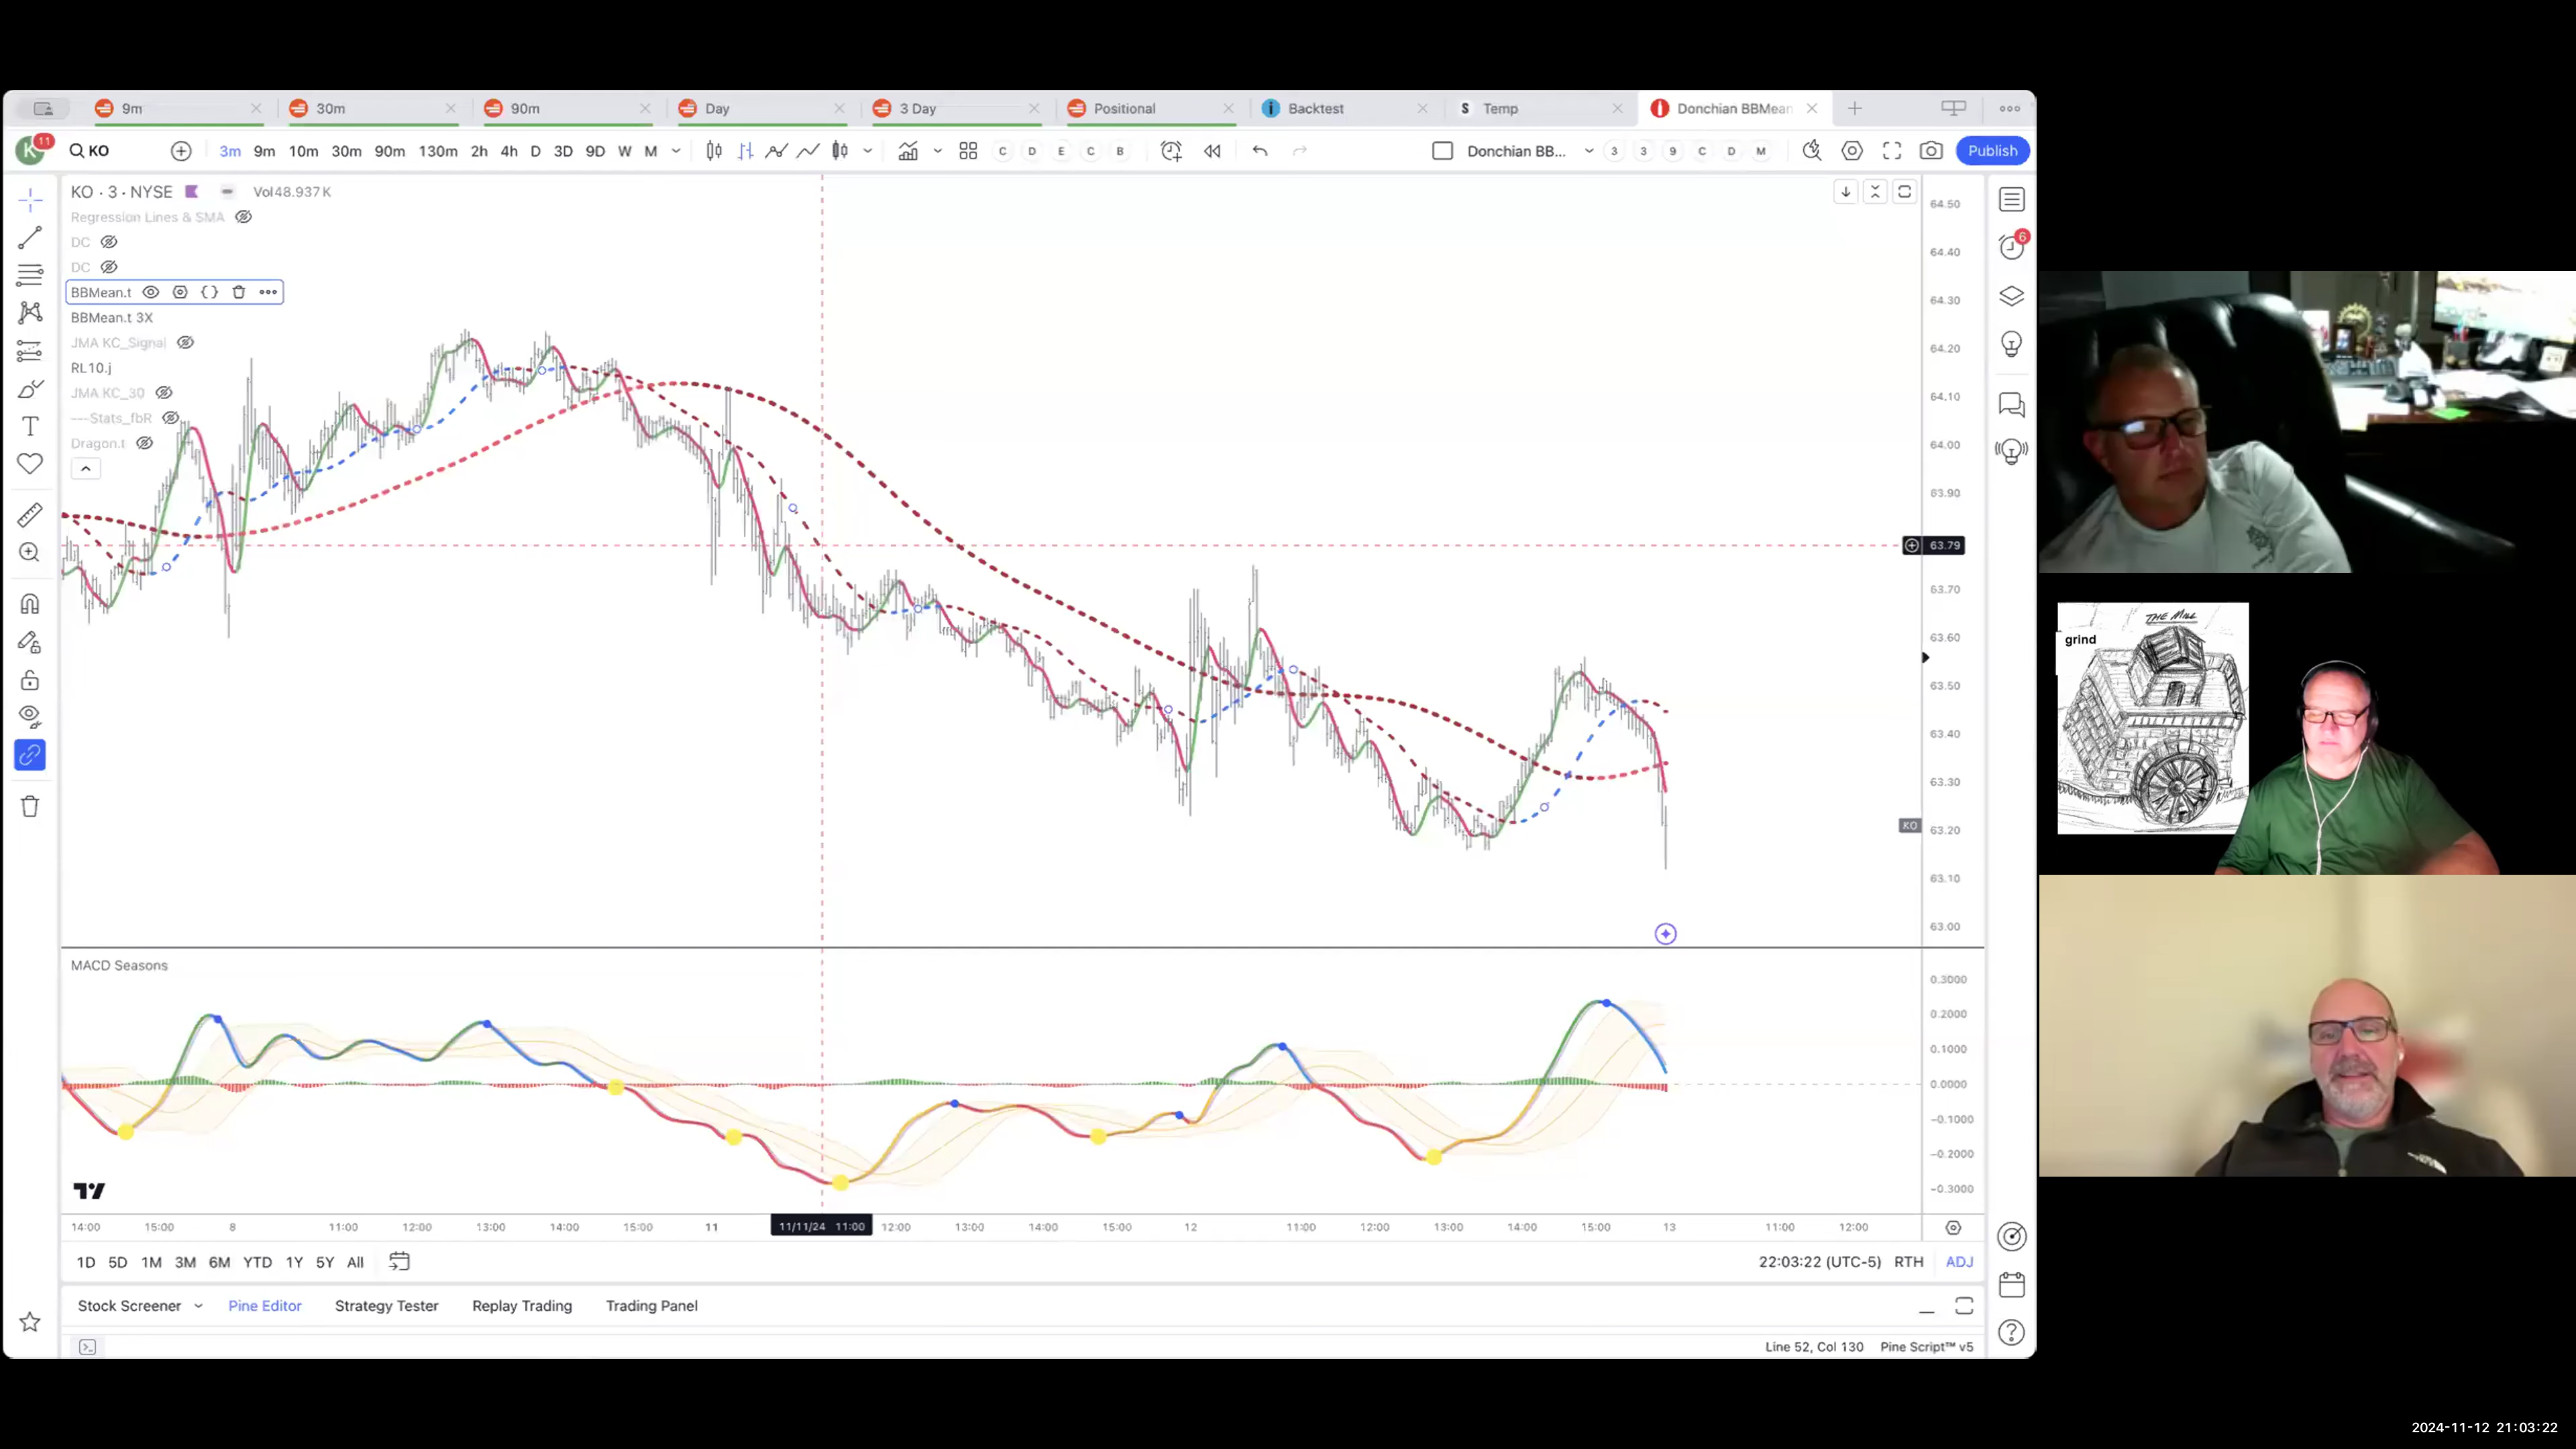 9m 30m 90m Day 3 Day Positional Backtest Temp Donchian BBMean
K 11 KO 3m 9m 10m 30m 90m 130m 2h 4h D 3D 9D W M C D E C B Donchian BB... 3 3 9 C D M Publish
KO · 3 · NYSE Vol 48.937 K
Regression Lines & SMA
DC
DC
BBMean.t
BBMean.t 3X
JMA KC_Signal
RL10.j
JMA KC_30
---Stats_fbR
Dragon.t
64.50
64.40
64.30
64.20
64.10
64.00
63.90
63.79
63.70
63.60
63.50
63.40
63.30
KO 63.20
63.10
63.00
6
MACD Seasons
0.3000
0.2000
0.1000
0.0000
-0.1000
-0.2000
-0.3000
14:00 15:00 8 11:00 12:00 13:00 14:00 15:00 11 11/11/24 11:00 12:00 13:00 14:00 15:00 12 11:00 12:00 13:00 14:00 15:00 13 11:00 12:00
1D 5D 1M 3M 6M YTD 1Y 5Y All 22:03:22 (UTC-5) RTH ADJ
Stock Screener Pine Editor Strategy Tester Replay Trading Trading Panel
Line 52, Col 130 Pine Script™ v5
THE MILL
grind
2024-11-12 21:03:22